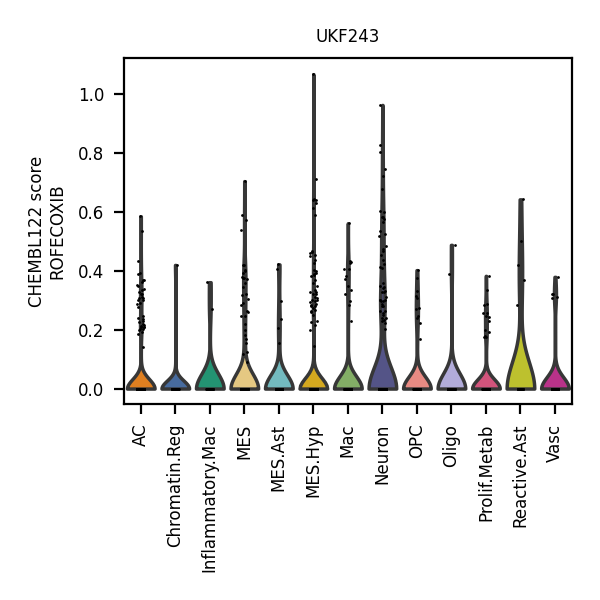 UKF243
CHEMBL122 score
ROFECOXIB
1.0
0.8
0.6
0.4
0.2
0.0
AC
Chromatin.Reg
Inflammatory.Mac
MES
MES.Ast
MES.Hyp
Mac
Neuron
OPC
Oligo
Prolif.Metab
Reactive.Ast
Vasc